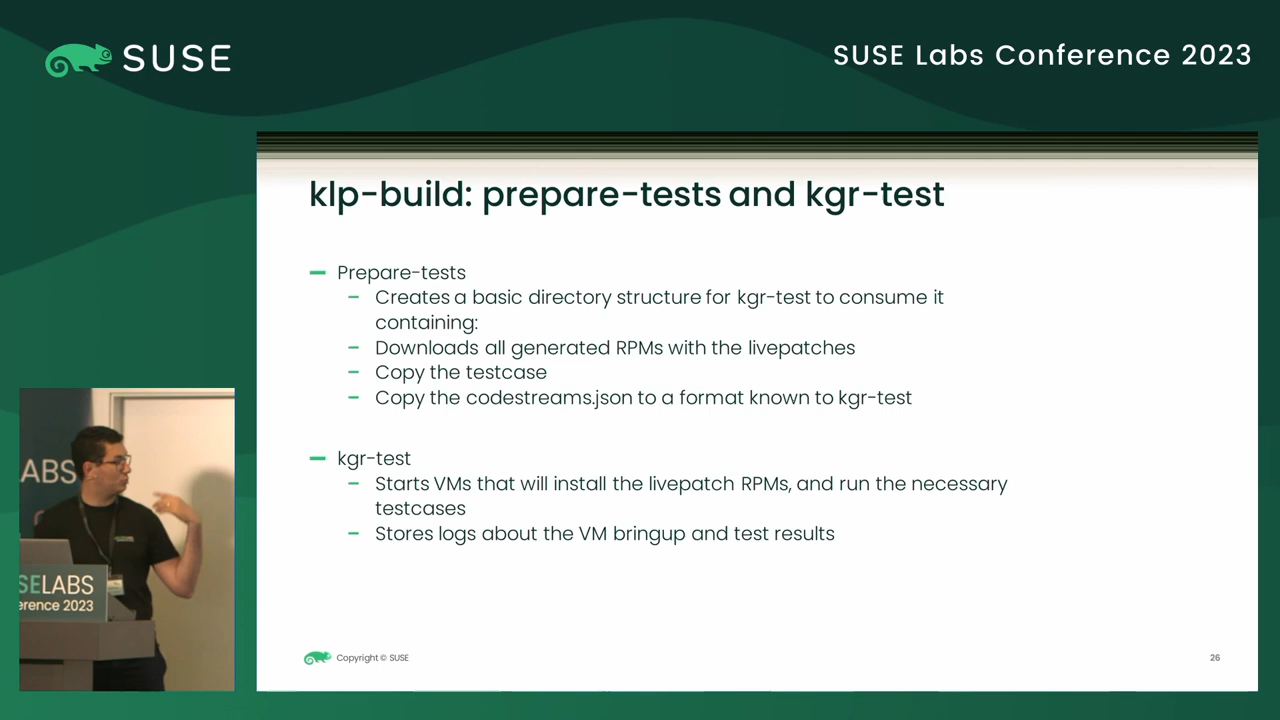 SUSE
SUSE Labs Conference 2023
klp-build: prepare-tests and kgr-test
Prepare-tests
Creates a basic directory structure for kgr-test to consume it
containing:
Downloads all generated RPMs with the livepatches
Copy the testcase
Copy the codestreams.json to a format known to kgr-test
kgr-test
Starts VMs that will install the livepatch RPMs, and run the necessary
testcases
Stores logs about the VM bringup and test results
Copyright © SUSE
26
ABS
SELABS
erence 2023